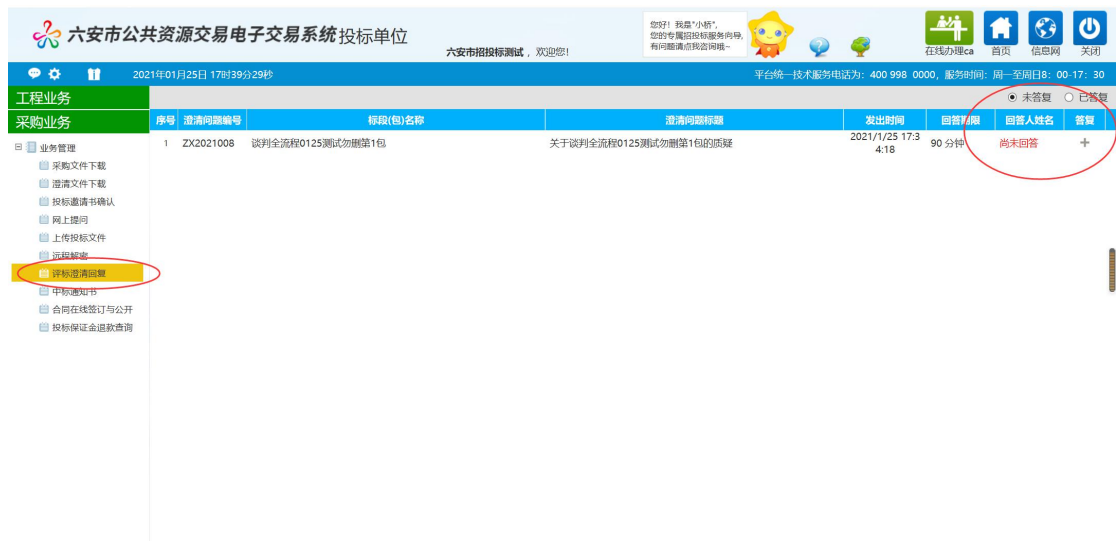 六安市公共资源交易电子交易系统投标单位
六安市招投标测试，欢迎您!
您好！我是"小桥",
您的专属招投标服务向导,
有问题请点我咨询哦~
在线办理ca 首页 信息网 关闭
2021年01月25日 17时39分29秒
平台统一技术服务电话为：400 998 0000，服务时间：周一至周日8：00-17：30
工程业务
未答复 已答复
采购业务
序号 澄清问题编号 标段(包)名称 澄清问题标题 发出时间 回答期限 回答人姓名 答复
1 ZX2021008 谈判全流程0125测试勿删第1包 关于谈判全流程0125测试勿删第1包的质疑 2021/1/25 17:3
4:18 90 分钟 尚未回答
业务管理
采购文件下载
澄清文件下载
投标邀请书确认
网上提问
上传投标文件
远程解密
评标澄清回复
中标通知书
合同在线签订与公开
投标保证金退款查询